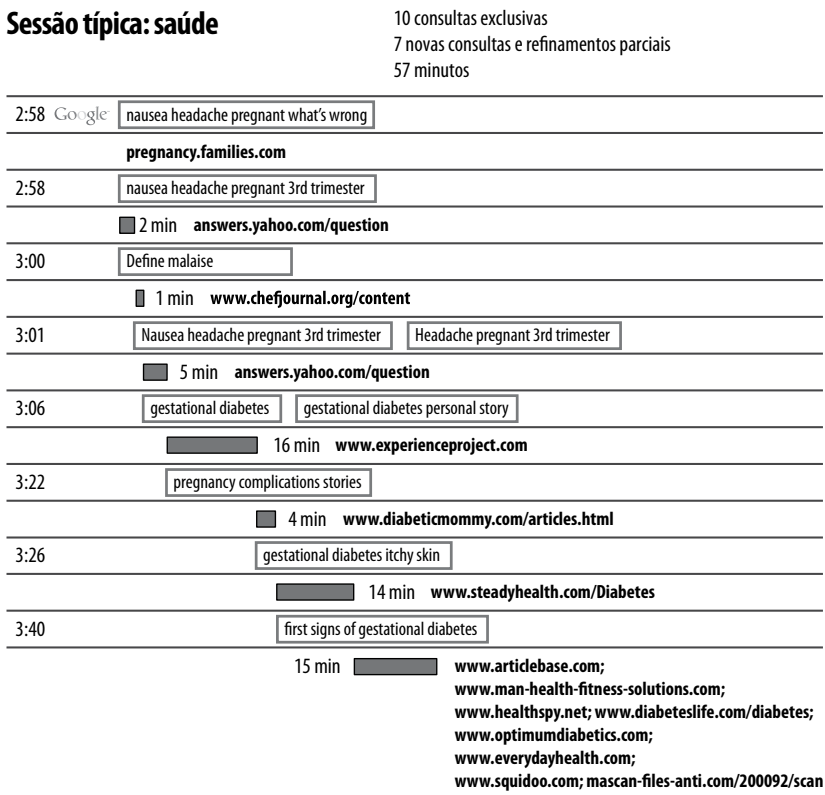 Sessão típica: saúde
10 consultas exclusivas
7 novas consultas e refinamentos parciais
57 minutos
2:58 Google nausea headache pregnant what's wrong
pregnancy.families.com
2:58 nausea headache pregnant 3rd trimester
2 min answers.yahoo.com/question
3:00 Define malaise
1 min www.chefjournal.org/content
3:01 Nausea headache pregnant 3rd trimester Headache pregnant 3rd trimester
5 min answers.yahoo.com/question
3:06 gestational diabetes gestational diabetes personal story
16 min www.experienceproject.com
3:22 pregnancy complications stories
4 min www.diabeticmommy.com/articles.html
3:26 gestational diabetes itchy skin
14 min www.steadyhealth.com/Diabetes
3:40 first signs of gestational diabetes
15 min www.articlebase.com;
www.man-health-fitness-solutions.com;
www.healthspy.net; www.diabeteslife.com/diabetes;
www.optimumdiabetics.com;
www.everydayhealth.com;
www.squidoo.com; mascan-files-anti.com/200092/scan